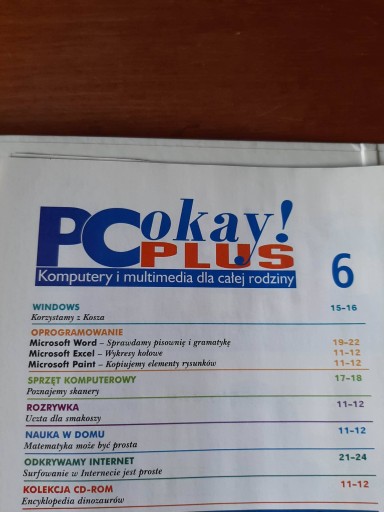 PC okay!
PLUS
Komputery i multimedia dla całej rodziny
6
WINDOWS 15-16
Korzystamy z Kosza
OPROGRAMOWANIE
Microsoft Word – Sprawdzamy pisownię i gramatykę 19-22
Microsoft Excel – Wykresy kołowe 11-12
Microsoft Paint – Kopiujemy elementy rysunków 11-12
SPRZĘT KOMPUTEROWY 17-18
Poznajemy skanery
ROZRYWKA 11-12
Uczta dla smakoszy
NAUKA W DOMU 11-12
Matematyka może być prosta
ODKRYWAMY INTERNET 21-24
Surfowanie w Internecie jest proste
KOLEKCJA CD-ROM 11-12
Encyklopedia dinozaurów